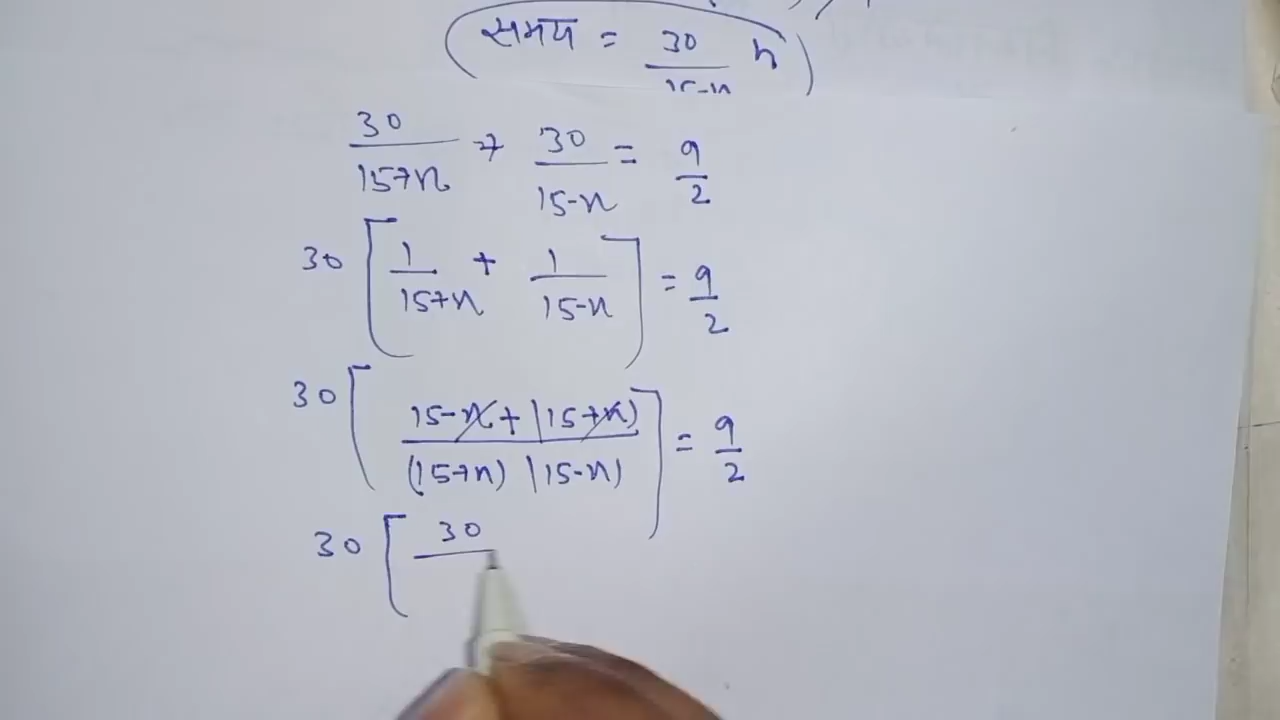 समय = 30/15-x h
30/15+x + 30/15-x = 9/2
30 [ 1/15+x + 1/15-x ] = 9/2
30 [ 15-x+(15+x) / (15+x)(15-x) ] = 9/2
30 [ 30